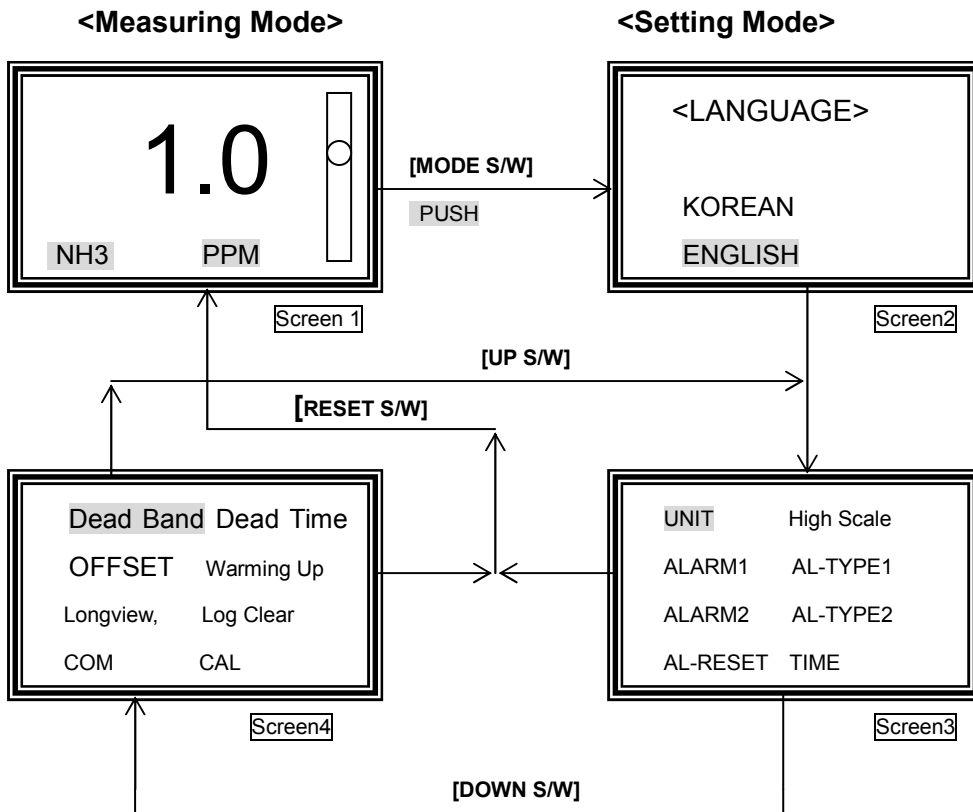 <Measuring Mode>
<Setting Mode>
1.0
NH3 PPM
Screen 1
[MODE S/W]
PUSH
<LANGUAGE>
KOREAN
ENGLISH
Screen2
[UP S/W]
[RESET S/W]
Dead Band Dead Time
OFFSET Warming Up
Longview, Log Clear
COM CAL
Screen4
UNIT High Scale
ALARM1 AL-TYPE1
ALARM2 AL-TYPE2
AL-RESET TIME
Screen3
[DOWN S/W]